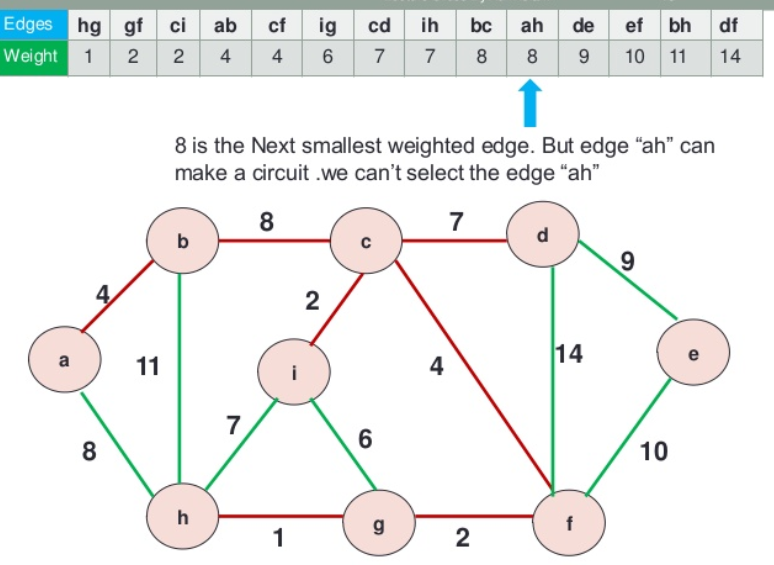 Edges hg gf ci ab cf ig cd ih bc ah de ef bh df
Weight 1 2 2 4 4 6 7 7 8 8 9 10 11 14
8 is the Next smallest weighted edge. But edge “ah” can
make a circuit .we can’t select the edge “ah”
8 7
b c d
9
4 2
a 11 i 4 14 e
8 7 6 10
h g f
1 2